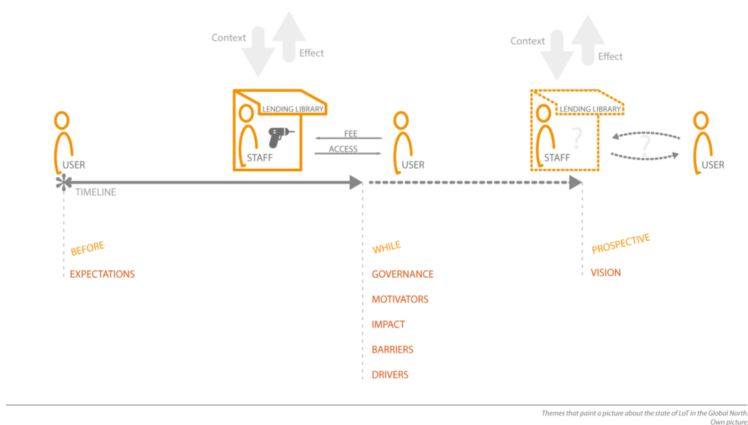 Context
Effect
LENDING LIBRARY
STAFF
FEE
ACCESS
USER
USER
Context
Effect
LENDING LIBRARY
?
STAFF
?
USER
TIMELINE
BEFORE
EXPECTATIONS
WHILE
GOVERNANCE
MOTIVATORS
IMPACT
BARRIERS
DRIVERS
PROSPECTIVE
VISION
Themes that paint a picture about the state of LoT in the Global North.
Own picture.